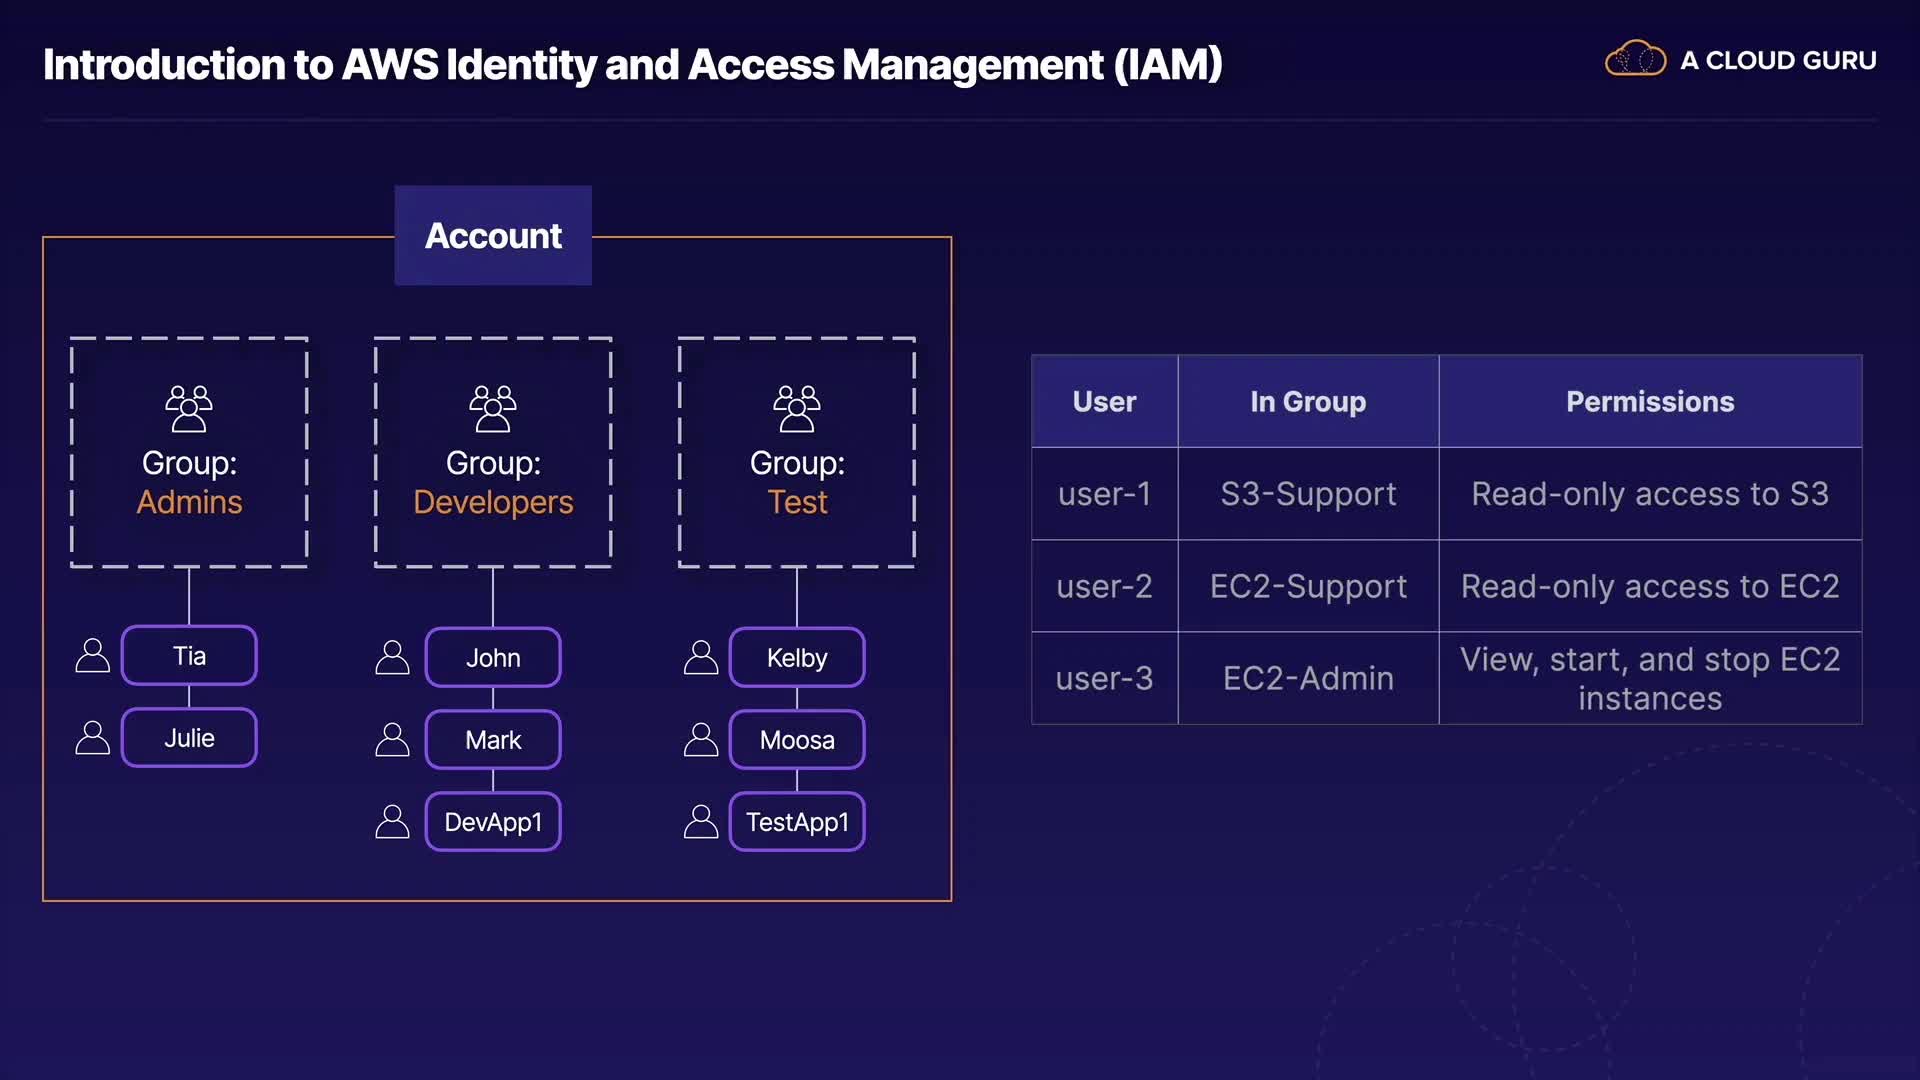 Introduction to AWS Identity and Access Management (IAM)
A CLOUD GURU
Account
Group:
Admins
Group:
Developers
Group:
Test
Tia
Julie
John
Mark
DevApp1
Kelby
Moosa
TestApp1
User In Group Permissions
user-1 S3-Support Read-only access to S3
user-2 EC2-Support Read-only access to EC2
user-3 EC2-Admin View, start, and stop EC2
instances